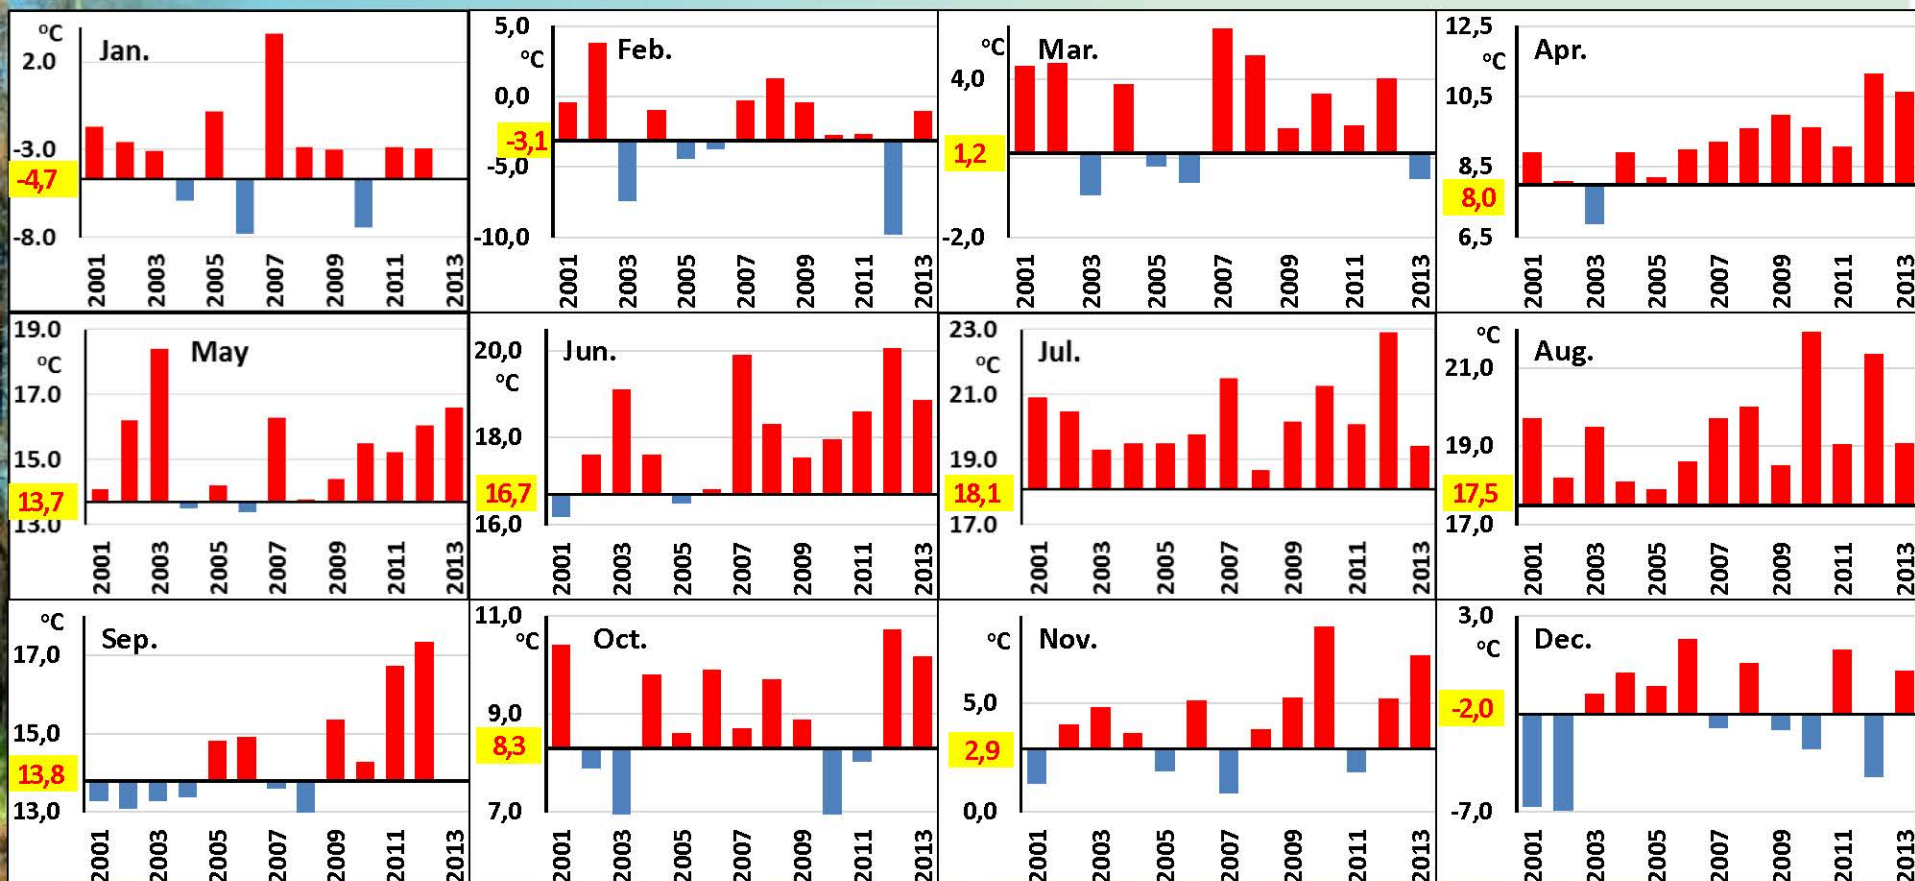 °C
Jan.
2.0
-3.0
-4,7
-8.0
2001 2003 2005 2007 2009 2011 2013
5,0
°C
Feb.
0,0
-3,1
-5,0
-10,0
2001 2003 2005 2007 2009 2011 2013
°C
Mar.
4,0
1,2
-2,0
2001 2003 2005 2007 2009 2011 2013
12,5
°C
Apr.
10,5
8,5
8,0
6,5
2001 2003 2005 2007 2009 2011 2013
19.0
°C
May
17.0
15.0
13,7
13.0
2001 2003 2005 2007 2009 2011 2013
20,0
°C
Jun.
18,0
16,7
16,0
2001 2003 2005 2007 2009 2011 2013
23.0
°C
Jul.
21.0
19.0
18,1
17.0
2001 2003 2005 2007 2009 2011 2013
°C
Aug.
21,0
19,0
17,5
17,0
2001 2003 2005 2007 2009 2011 2013
°C
Sep.
17,0
15,0
13,8
13,0
2001 2003 2005 2007 2009 2011 2013
11,0
°C
Oct.
9,0
8,3
7,0
2001 2003 2005 2007 2009 2011 2013
°C
Nov.
5,0
2,9
0,0
2001 2003 2005 2007 2009 2011 2013
3,0
°C
Dec.
-2,0
-7,0
2001 2003 2005 2007 2009 2011 2013